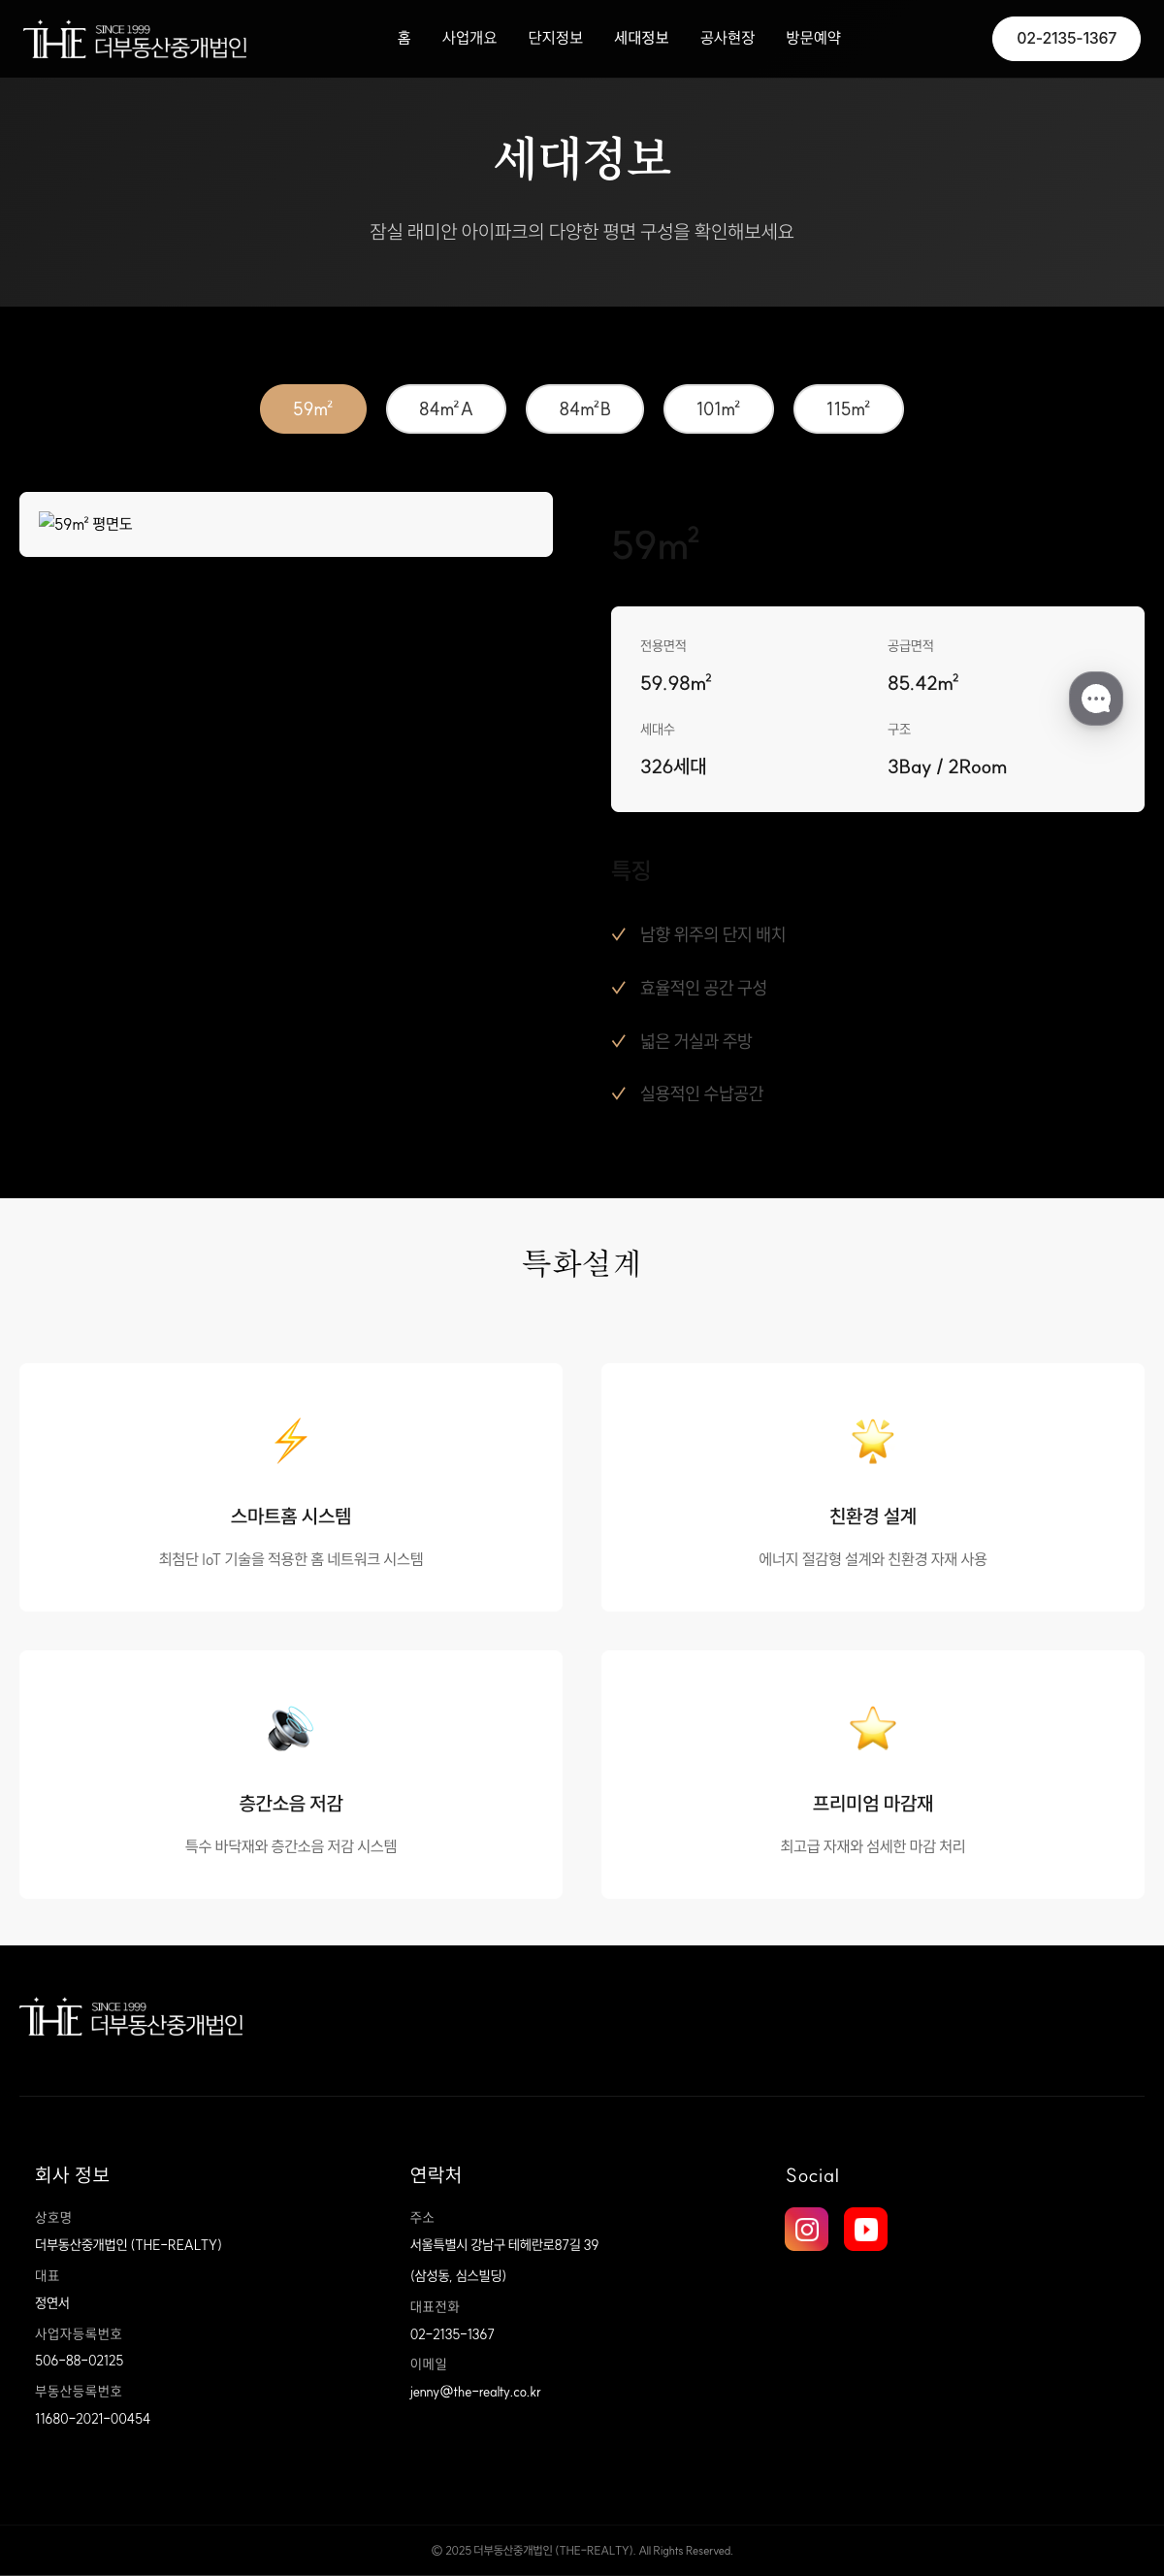 THE SINCE 1999 더부동산중개법인
홈 사업개요 단지정보 세대정보 공사현장 방문예약
02-2135-1367
세대정보
잠실 래미안 아이파크의 다양한 평면 구성을 확인해보세요
59m² 84m²A 84m²B 101m² 115m²
59m² 평면도
59m²
전용면적 공급면적
59.98m² 85.42m²
세대수 구조
326세대 3Bay / 2Room
특징
남향 위주의 단지 배치
효율적인 공간 구성
넓은 거실과 주방
실용적인 수납공간
특화설계
스마트홈 시스템
최첨단 IoT 기술을 적용한 홈 네트워크 시스템
친환경 설계
에너지 절감형 설계와 친환경 자재 사용
층간소음 저감
특수 바닥재와 층간소음 저감 시스템
프리미엄 마감재
최고급 자재와 섬세한 마감 처리
THE SINCE 1999 더부동산중개법인
회사 정보
상호명
더부동산중개법인 (THE-REALTY)
대표
정연서
사업자등록번호
506-88-02125
부동산등록번호
11680-2021-00454
연락처
주소
서울특별시 강남구 테헤란로87길 39
(삼성동, 심스빌딩)
대표전화
02-2135-1367
이메일
jenny@the-realty.co.kr
Social
© 2025 더부동산중개법인 (THE-REALTY). All Rights Reserved.